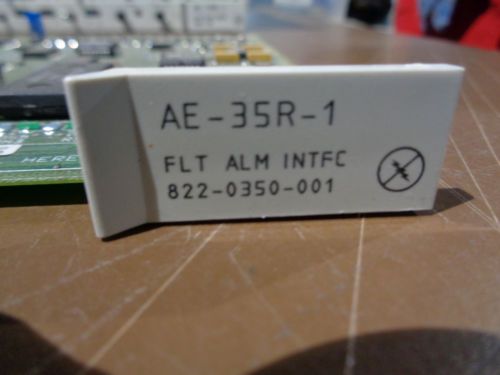 AE-35R-1
FLT ALM INTFC
822-0350-001